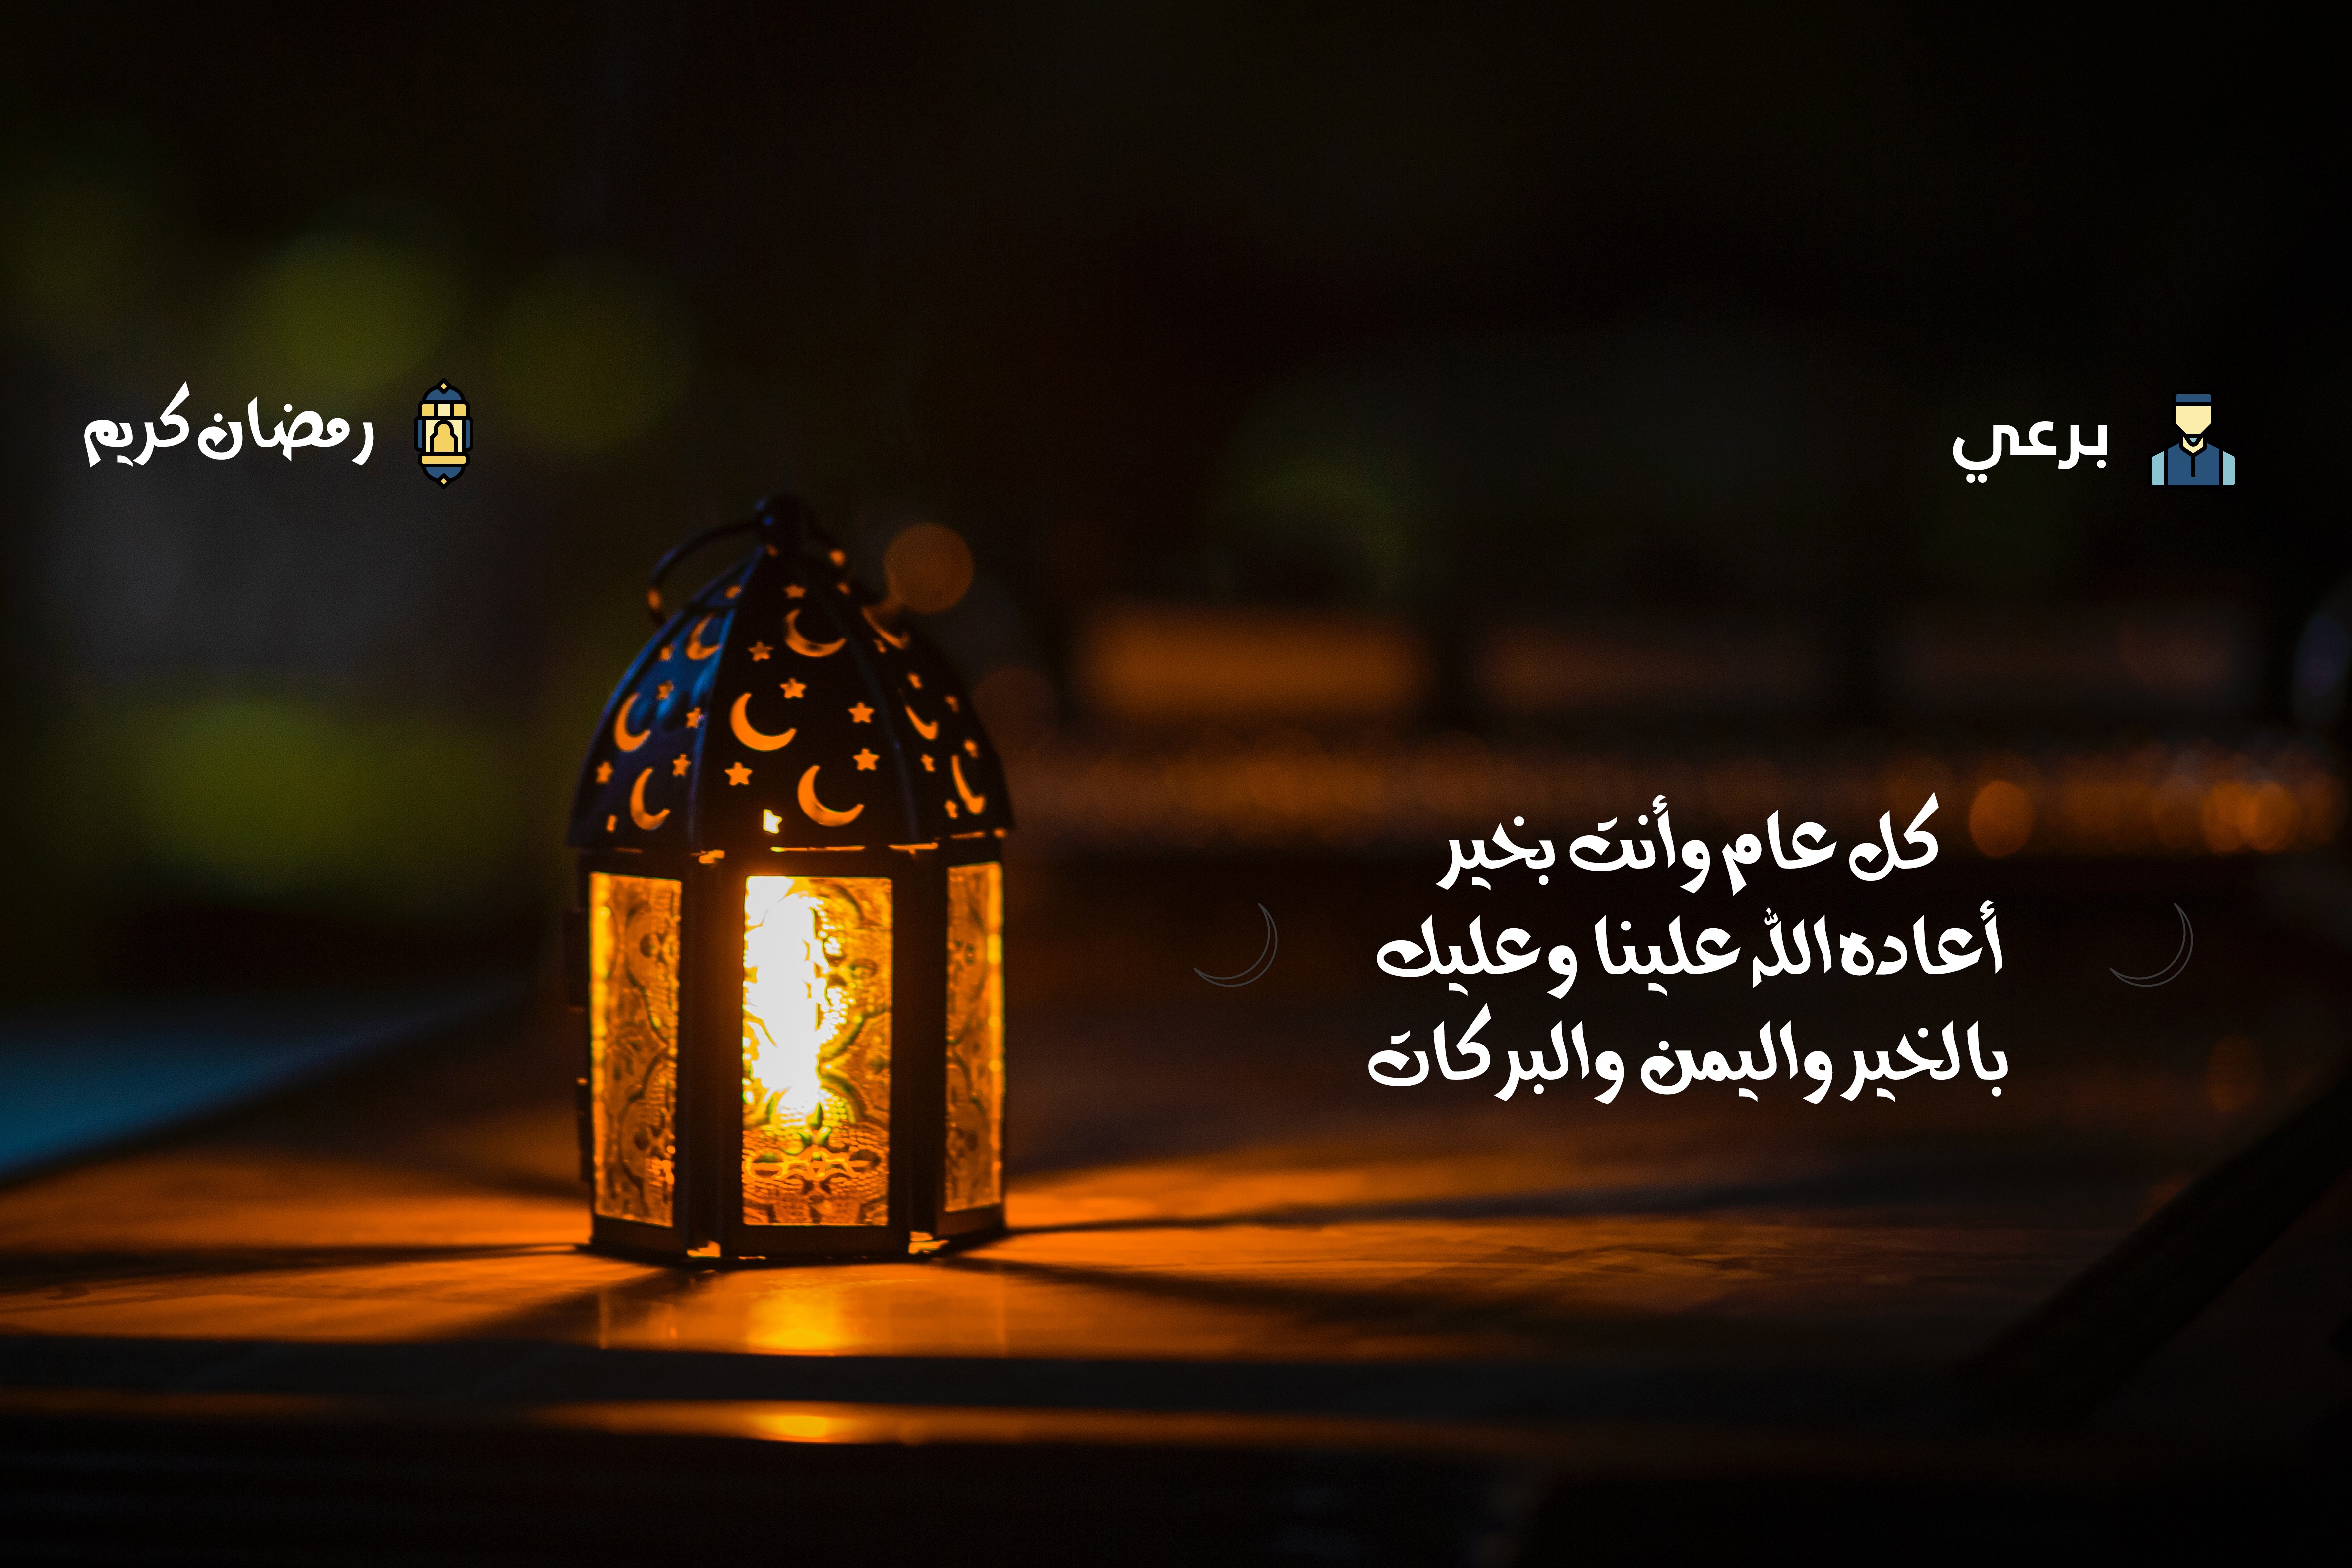 برعي
رمضان كريم
كل عام وأنت بخير
أعاده الله علينا وعليك
بالخير واليمن والبركات